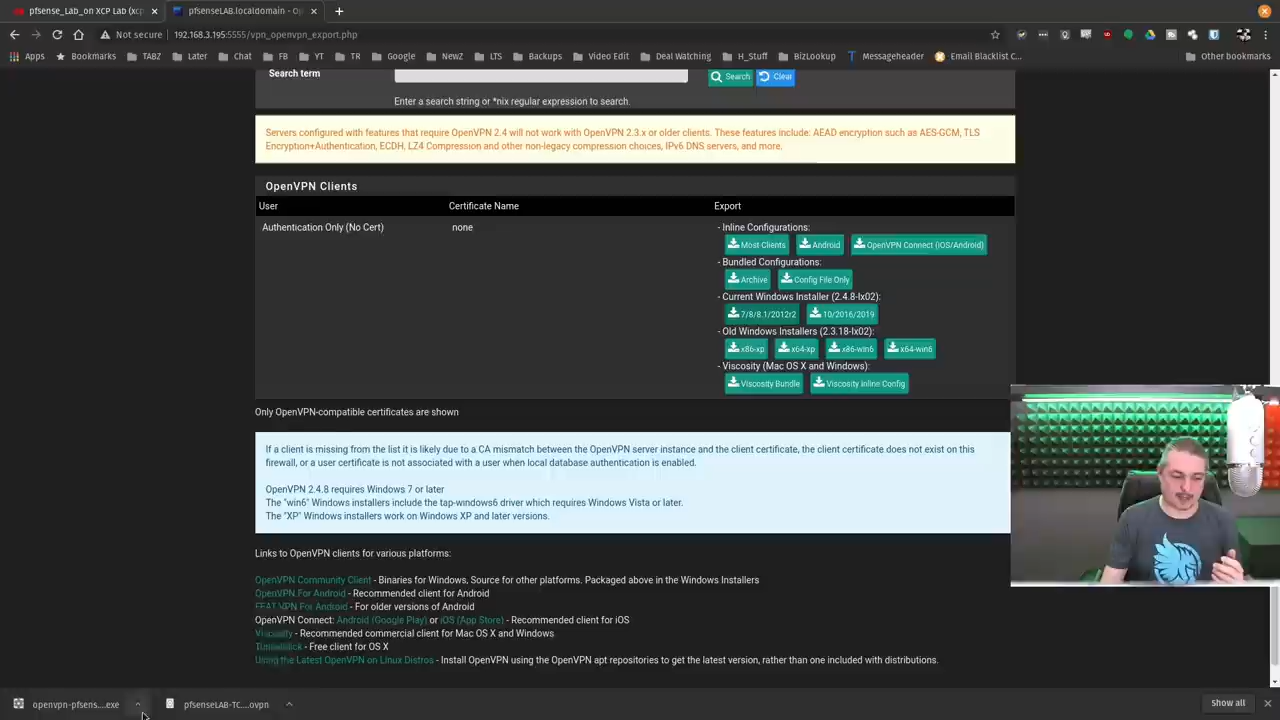 pfsense_Lab_on XCP Lab (xcp
pfsenseLAB.localdomain - Op
Not secure
192.168.3.195:5555/vpn_openvpn_export.php
Apps
Bookmarks
TABZ
Later
Chat
FB
YT
TR
Google
NewZ
LTS
Backups
Video Edit
Deal Watching
H_Stuff
BizLookup
Messageheader
Email Blacklist C...
Other bookmarks
Search term
Search
Clear
Enter a search string or *nix regular expression to search.
Servers configured with features that require OpenVPN 2.4 will not work with OpenVPN 2.3.x or older clients. These features include: AEAD encryption such as AES-GCM, TLS
Encryption+Authentication, ECDH, LZ4 Compression and other non-legacy compression choices, IPv6 DNS servers, and more.
OpenVPN Clients
User
Certificate Name
Export
Authentication Only (No Cert)
none
- Inline Configurations:
Most Clients
Android
OpenVPN Connect (iOS/Android)
- Bundled Configurations:
Archive
Config File Only
- Current Windows Installer (2.4.8-Ix02):
7/8/8.1/2012r2
10/2016/2019
- Old Windows Installers (2.3.18-Ix02):
x86-xp
x64-xp
x86-win6
x64-win6
- Viscosity (Mac OS X and Windows):
Viscosity Bundle
Viscosity Inline Config
Only OpenVPN-compatible certificates are shown
If a client is missing from the list it is likely due to a CA mismatch between the OpenVPN server instance and the client certificate, the client certificate does not exist on this
firewall, or a user certificate is not associated with a user when local database authentication is enabled.
OpenVPN 2.4.8 requires Windows 7 or later
The "win6" Windows installers include the tap-windows6 driver which requires Windows Vista or later.
The "XP" Windows installers work on Windows XP and later versions.
Links to OpenVPN clients for various platforms:
OpenVPN Community Client - Binaries for Windows, Source for other platforms. Packaged above in the Windows Installers
OpenVPN For Android - Recommended client for Android
FEAT VPN For Android - For older versions of Android
OpenVPN Connect: Android (Google Play) or iOS (App Store) - Recommended client for iOS
Viscosity - Recommended commercial client for Mac OS X and Windows
Tunnelblick - Free client for OS X
Using the Latest OpenVPN on Linux Distros - Install OpenVPN using the OpenVPN apt repositories to get the latest version, rather than one included with distributions.
openvpn-pfsens....exe
pfsenseLAB-TC...ovpn
Show all